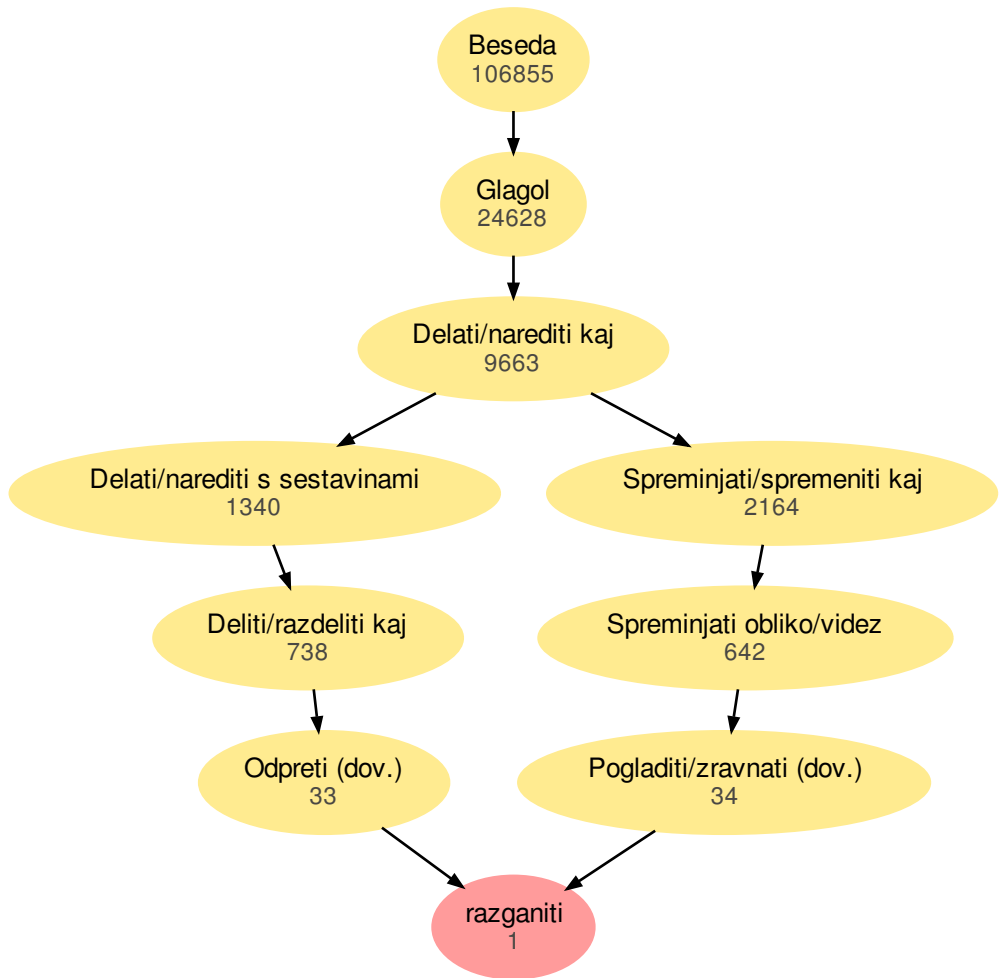 Beseda
106855
Glagol
24628
Delati/narediti kaj
9663
Delati/narediti s sestavinami
1340
Spreminjati/spremeniti kaj
2164
Deliti/razdeliti kaj
738
Spreminjati obliko/videz
642
Odpreti (dov.)
33
Pogladiti/zravnati (dov.)
34
razganiti
1